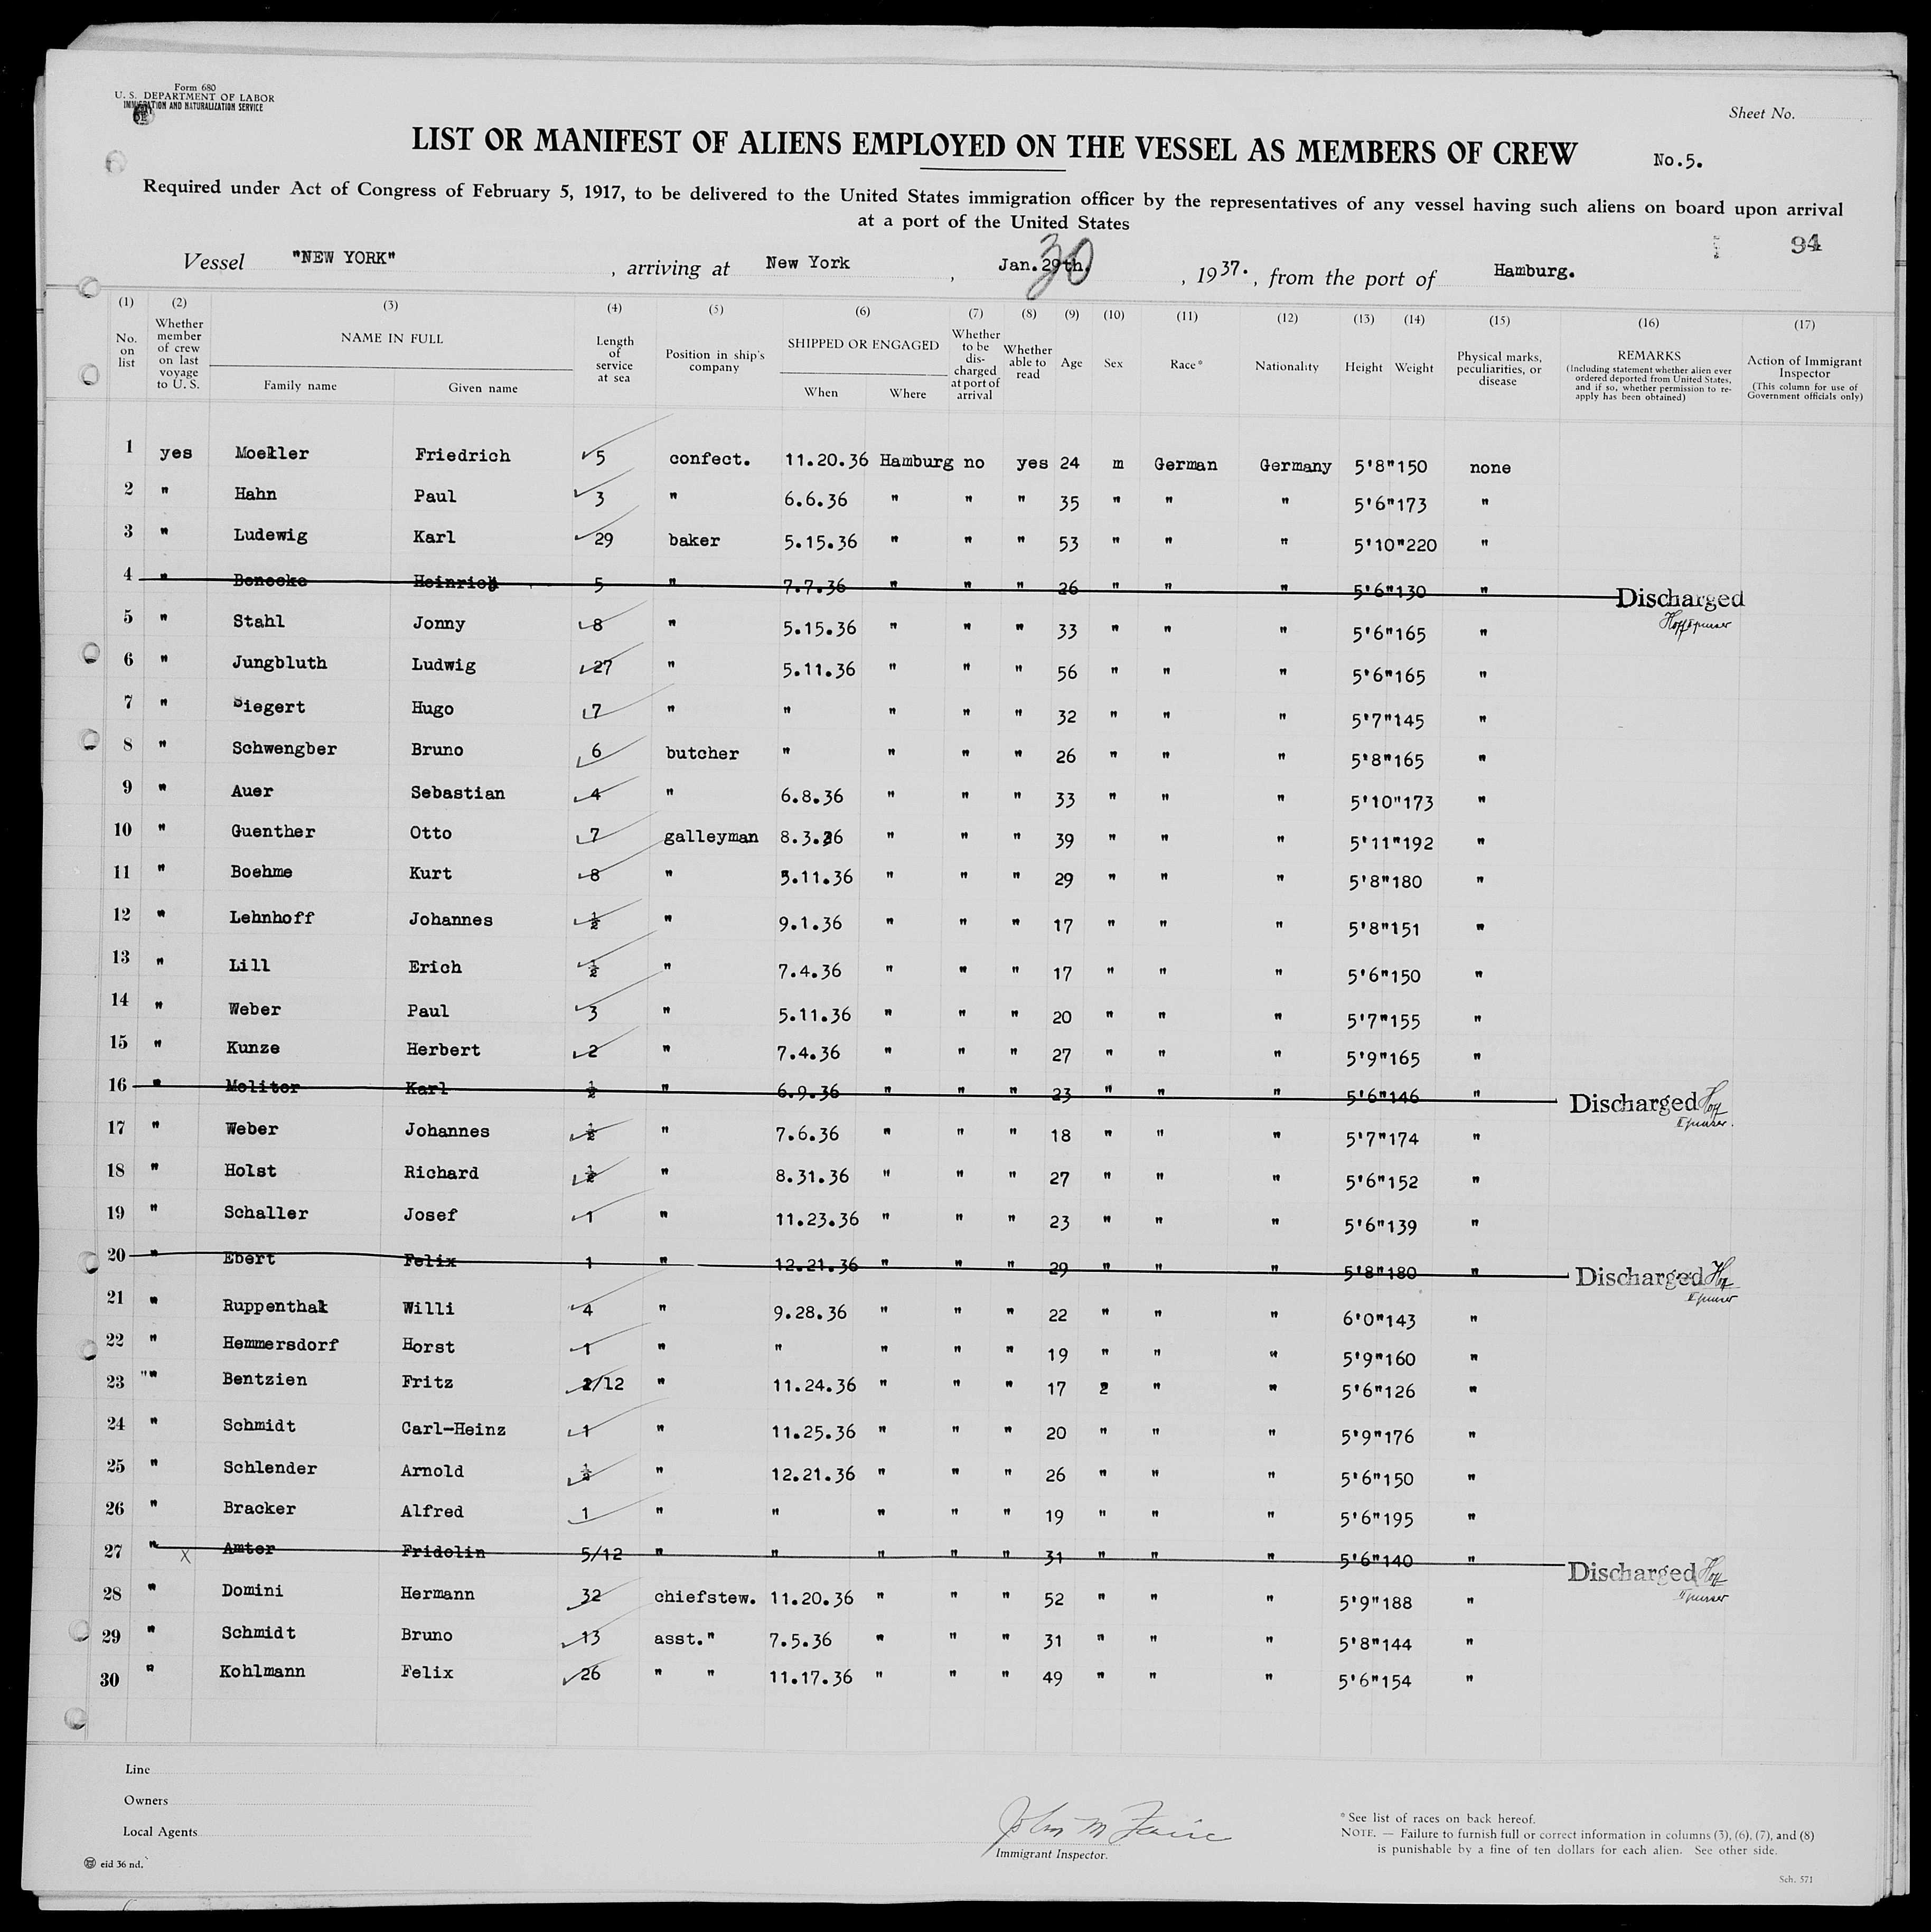 Form 680
U. S. DEPARTMENT OF LABOR
IMMIGRATION AND NATURALIZATION SERVICE
Sheet No.
LIST OR MANIFEST OF ALIENS EMPLOYED ON THE VESSEL AS MEMBERS OF CREW No.5.
Required under Act of Congress of February 5, 1917, to be delivered to the United States immigration officer by the representatives of any vessel having such aliens on board upon arrival
at a port of the United States
94
Vessel "NEW YORK" , arriving at New York , Jan. 29th. 30 , 1937. , from the port of Hamburg.
(1) (2) (3) (4) (5) (6) (7) (8) (9) (10) (11) (12) (13) (14) (15) (16) (17)
No. on list Whether member of crew on last voyage to U. S. NAME IN FULL Family name Given name Length of service at sea Position in ship's company SHIPPED OR ENGAGED When Where Whether to be discharged at port of arrival Whether able to read Age Sex Race* Nationality Height Weight Physical marks, peculiarities, or disease REMARKS (Including statement whether alien ever ordered deported from United States, and if so, whether permission to re-apply has been obtained) Action of Immigrant Inspector (This column for use of Government officials only)
1 yes Moeller Friedrich 5 confect. 11.20.36 Hamburg no yes 24 m German Germany 5'8" 150 none
2 " Hahn Paul 3 " 6.6.36 " " " 35 " " " 5'6" 173 "
3 " Ludewig Karl 29 baker 5.15.36 " " " 53 " " " 5'10" 220 "
4 " Benecke Heinrich 5 " 7.7.36 " " " 26 " " " 5'6" 130 " Discharged
Hoff II purser
5 " Stahl Jonny 8 " 5.15.36 " " " 33 " " " 5'6" 165 "
6 " Jungbluth Ludwig 27 " 5.11.36 " " " 56 " " " 5'6" 165 "
7 " Siegert Hugo 7 " " " " " 32 " " " 5'7" 145 "
8 " Schwengber Bruno 6 butcher " " " " 26 " " " 5'8" 165 "
9 " Auer Sebastian 4 " 6.8.36 " " " 33 " " " 5'10" 173 "
10 " Guenther Otto 7 galleyman 8.3.36 " " " 39 " " " 5'11" 192 "
11 " Boehme Kurt 8 " 5.11.36 " " " 29 " " " 5'8" 180 "
12 " Lehnhoff Johannes ½ " 9.1.36 " " " 17 " " " 5'8" 151 "
13 " Lill Erich ½ " 7.4.36 " " " 17 " " " 5'6" 150 "
14 " Weber Paul 3 " 5.11.36 " " " 20 " " " 5'7" 155 "
15 " Kunze Herbert 2 " 7.4.36 " " " 27 " " " 5'9" 165 "
16 " Molitor Karl ½ " 6.9.36 " " " 23 " " " 5'6" 146 " Discharged Hoff
II purser.
17 " Weber Johannes ½ " 7.6.36 " " " 18 " " " 5'7" 174 "
18 " Holst Richard ½ " 8.31.36 " " " 27 " " " 5'6" 152 "
19 " Schaller Josef 1 " 11.23.36 " " " 23 " " " 5'6" 139 "
20 " Ebert Felix 1 " 12.21.36 " " " 29 " " " 5'8" 180 " Discharged Hoff
II purser
21 " Ruppenthal Willi 4 " 9.28.36 " " " 22 " " " 6'0" 143 "
22 " Hemmersdorf Horst 1 " " " " " 19 " " " 5'9" 160 "
23 "" Bentzien Fritz 2/12 " 11.24.36 " " " 17 2 " " 5'6" 126 "
24 " Schmidt Carl-Heinz 1 " 11.25.36 " " " 20 " " " 5'9" 176 "
25 " Schlender Arnold ½ " 12.21.36 " " " 26 " " " 5'6" 150 "
26 " Bracker Alfred 1 " " " " " 19 " " " 5'6" 195 "
27 " X Amter Fridolin 5/12 " " " " " 31 " " " 5'6" 140 " Discharged Hoff
II purser
28 " Domini Hermann 32 chiefstew. 11.20.36 " " " 52 " " " 5'9" 188 "
29 " Schmidt Bruno 13 asst." 7.5.36 " " " 31 " " " 5'8" 144 "
30 " Kohlmann Felix 26 " " 11.17.36 " " " 49 " " " 5'6" 154 "
Line
Owners
Local Agents
eid 36 nd.
John M
Immigrant Inspector.
* See list of races on back hereof.
NOTE. — Failure to furnish full or correct information in columns (3), (6), (7), and (8)
is punishable by a fine of ten dollars for each alien. See other side.
Sch. 571